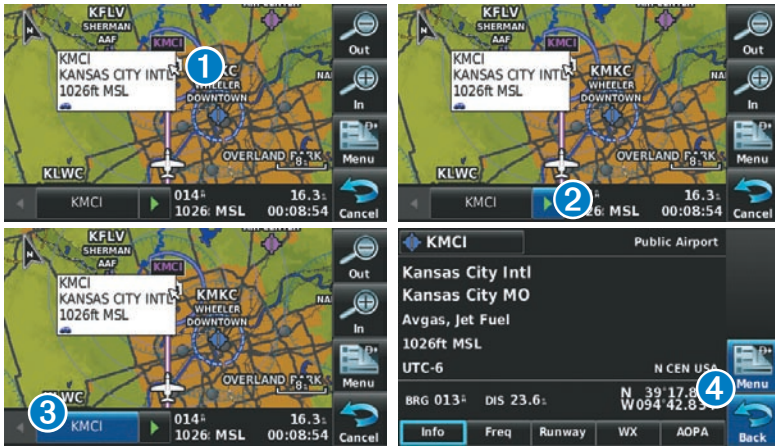 KFLV
SHERMAN
AAF
KMCI
KMCI
KANSAS CITY INTL
1026ft MSL
1
KMKC
WHEELER
DOWNTOWN
OVERLAND PARK
KLWC
Out
In
Menu
Cancel
KMCI
014°
1026 MSL
16.3
00:08:54
KFLV
SHERMAN
AAF
KMCI
KMCI
KANSAS CITY INTL
1026ft MSL
KMKC
WHEELER
DOWNTOWN
OVERLAND PARK
KLWC
Out
In
Menu
Cancel
KMCI
2
MSL
16.3
00:08:54
KFLV
SHERMAN
AAF
KMCI
KMCI
KANSAS CITY INTL
1026ft MSL
KMKC
WHEELER
DOWNTOWN
OVERLAND PARK
Out
In
Menu
Cancel
3
KMCI
014°
1026 MSL
16.3
00:08:54
KMCI
Public Airport
Kansas City Intl
Kansas City MO
Avgas, Jet Fuel
1026ft MSL
UTC-6
N CEN USA
BRG 013°
DIS 23.6
N 39°17.8
W094°42.834
4
Menu
Back
Info Freq Runway WX AOPA